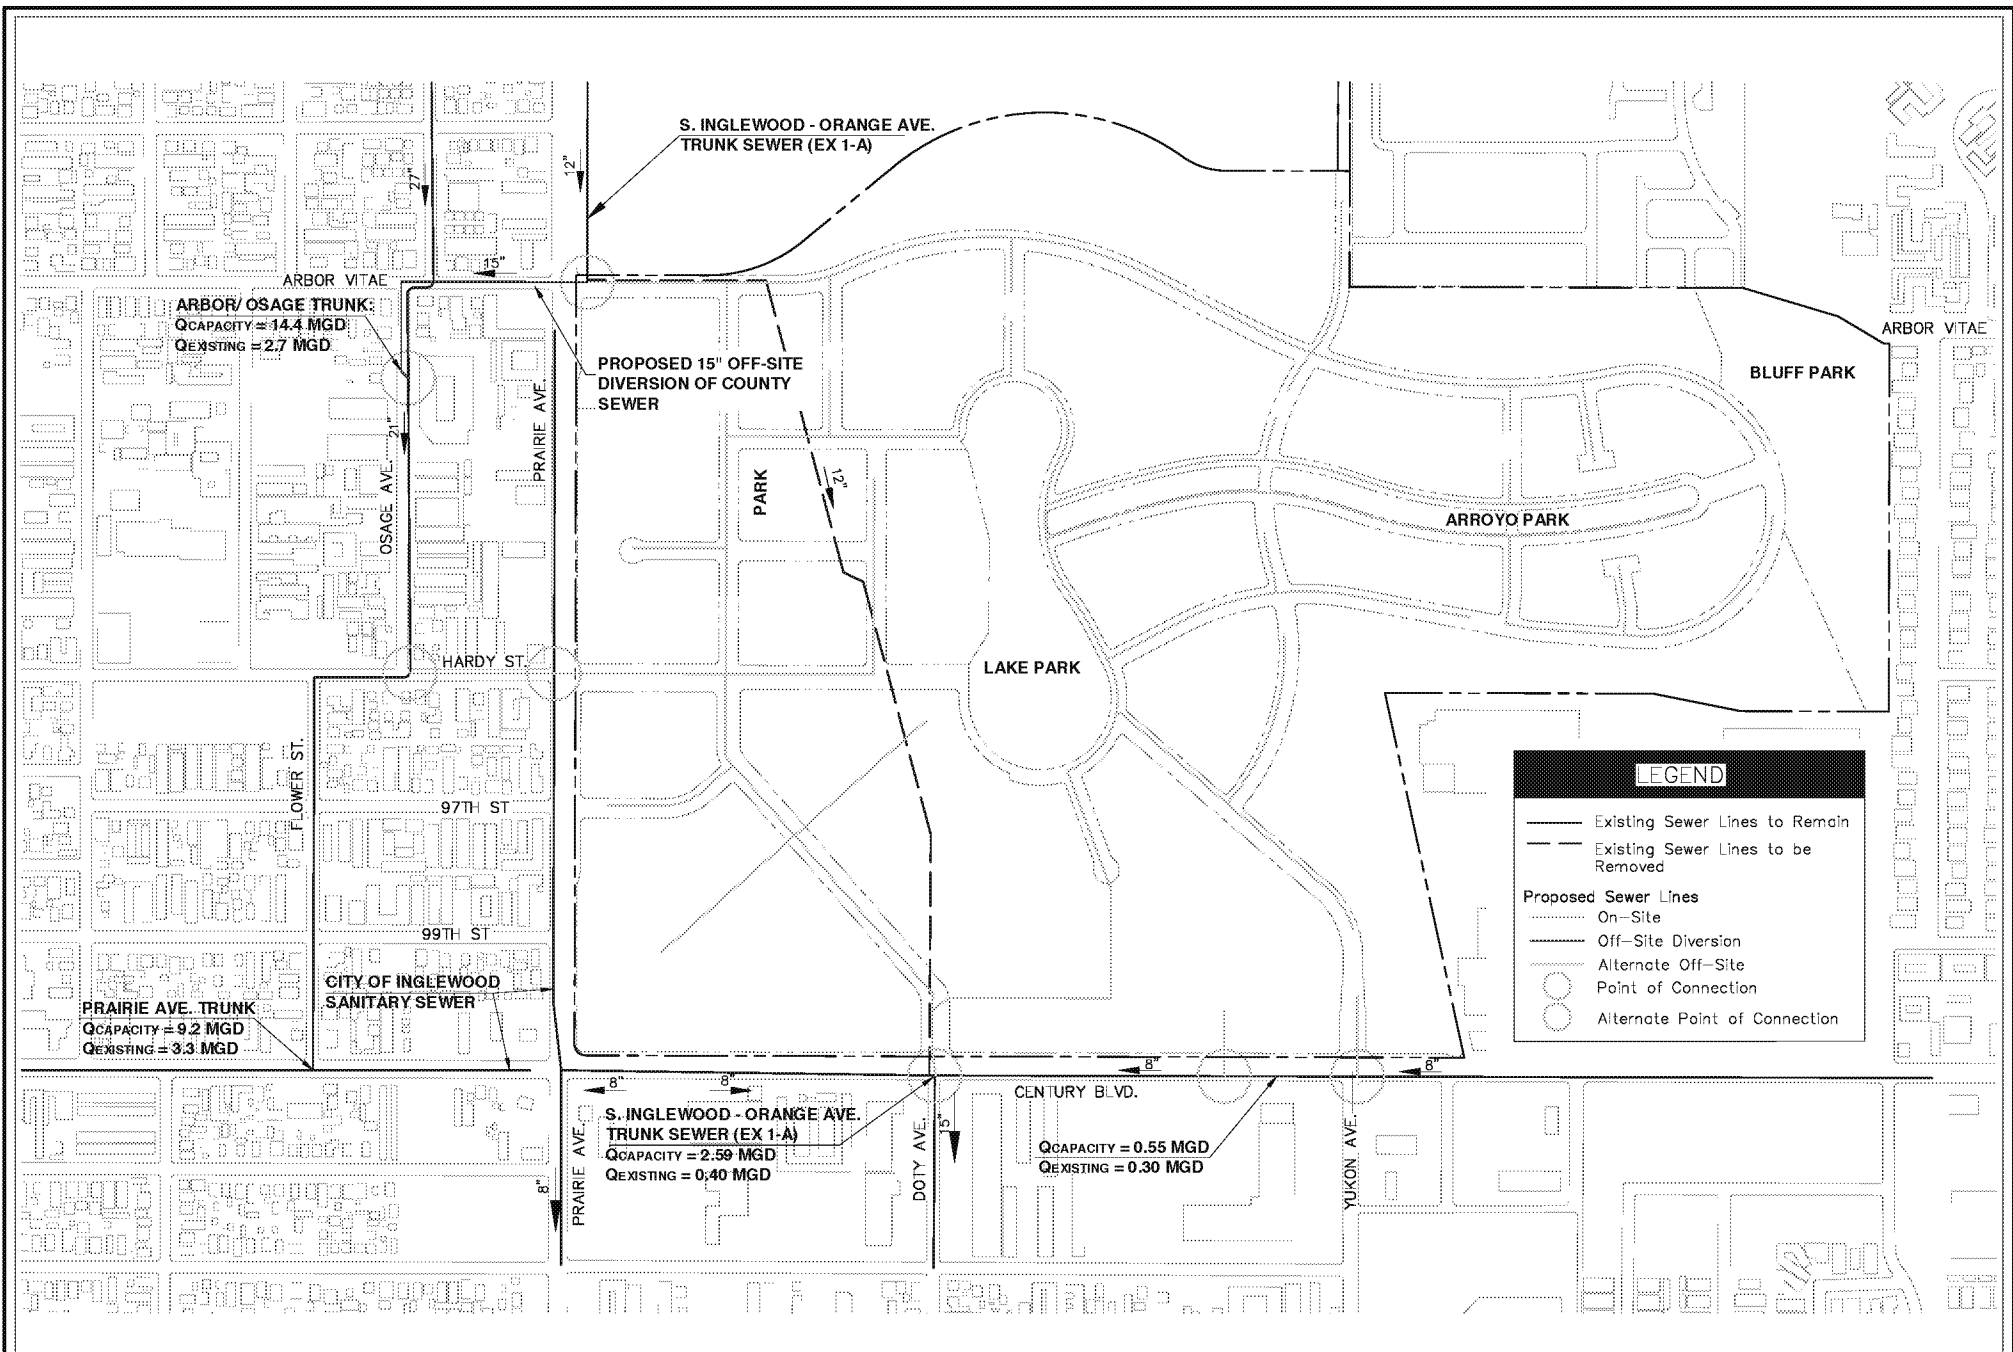 S. INGLEWOOD - ORANGE AVE.
TRUNK SEWER (EX 1-A)
27"
12"
15"
ARBOR VITAE
ARBOR/ OSAGE TRUNK:
QCAPACITY = 14.4 MGD
QEXISTING = 2.7 MGD
PROPOSED 15" OFF-SITE
DIVERSION OF COUNTY
SEWER
ARBOR VITAE
BLUFF PARK
21"
OSAGE AVE.
PRAIRIE AVE.
PARK
12"
ARROYO PARK
HARDY ST.
LAKE PARK
FLOWER ST.
97TH ST
99TH ST
CITY OF INGLEWOOD
SANITARY SEWER
PRAIRIE AVE. TRUNK
QCAPACITY = 9.2 MGD
QEXISTING = 3.3 MGD
LEGEND
Existing Sewer Lines to Remain
Existing Sewer Lines to be
Removed
Proposed Sewer Lines
On-Site
Off-Site Diversion
Alternate Off-Site
Point of Connection
Alternate Point of Connection
8"
8"
8"
8"
CENTURY BLVD.
S. INGLEWOOD - ORANGE AVE.
TRUNK SEWER (EX 1-A)
QCAPACITY = 2.59 MGD
QEXISTING = 0.40 MGD
15"
QCAPACITY = 0.55 MGD
QEXISTING = 0.30 MGD
8"
PRAIRIE AVE.
DOTY AVE.
YUKON AVE.